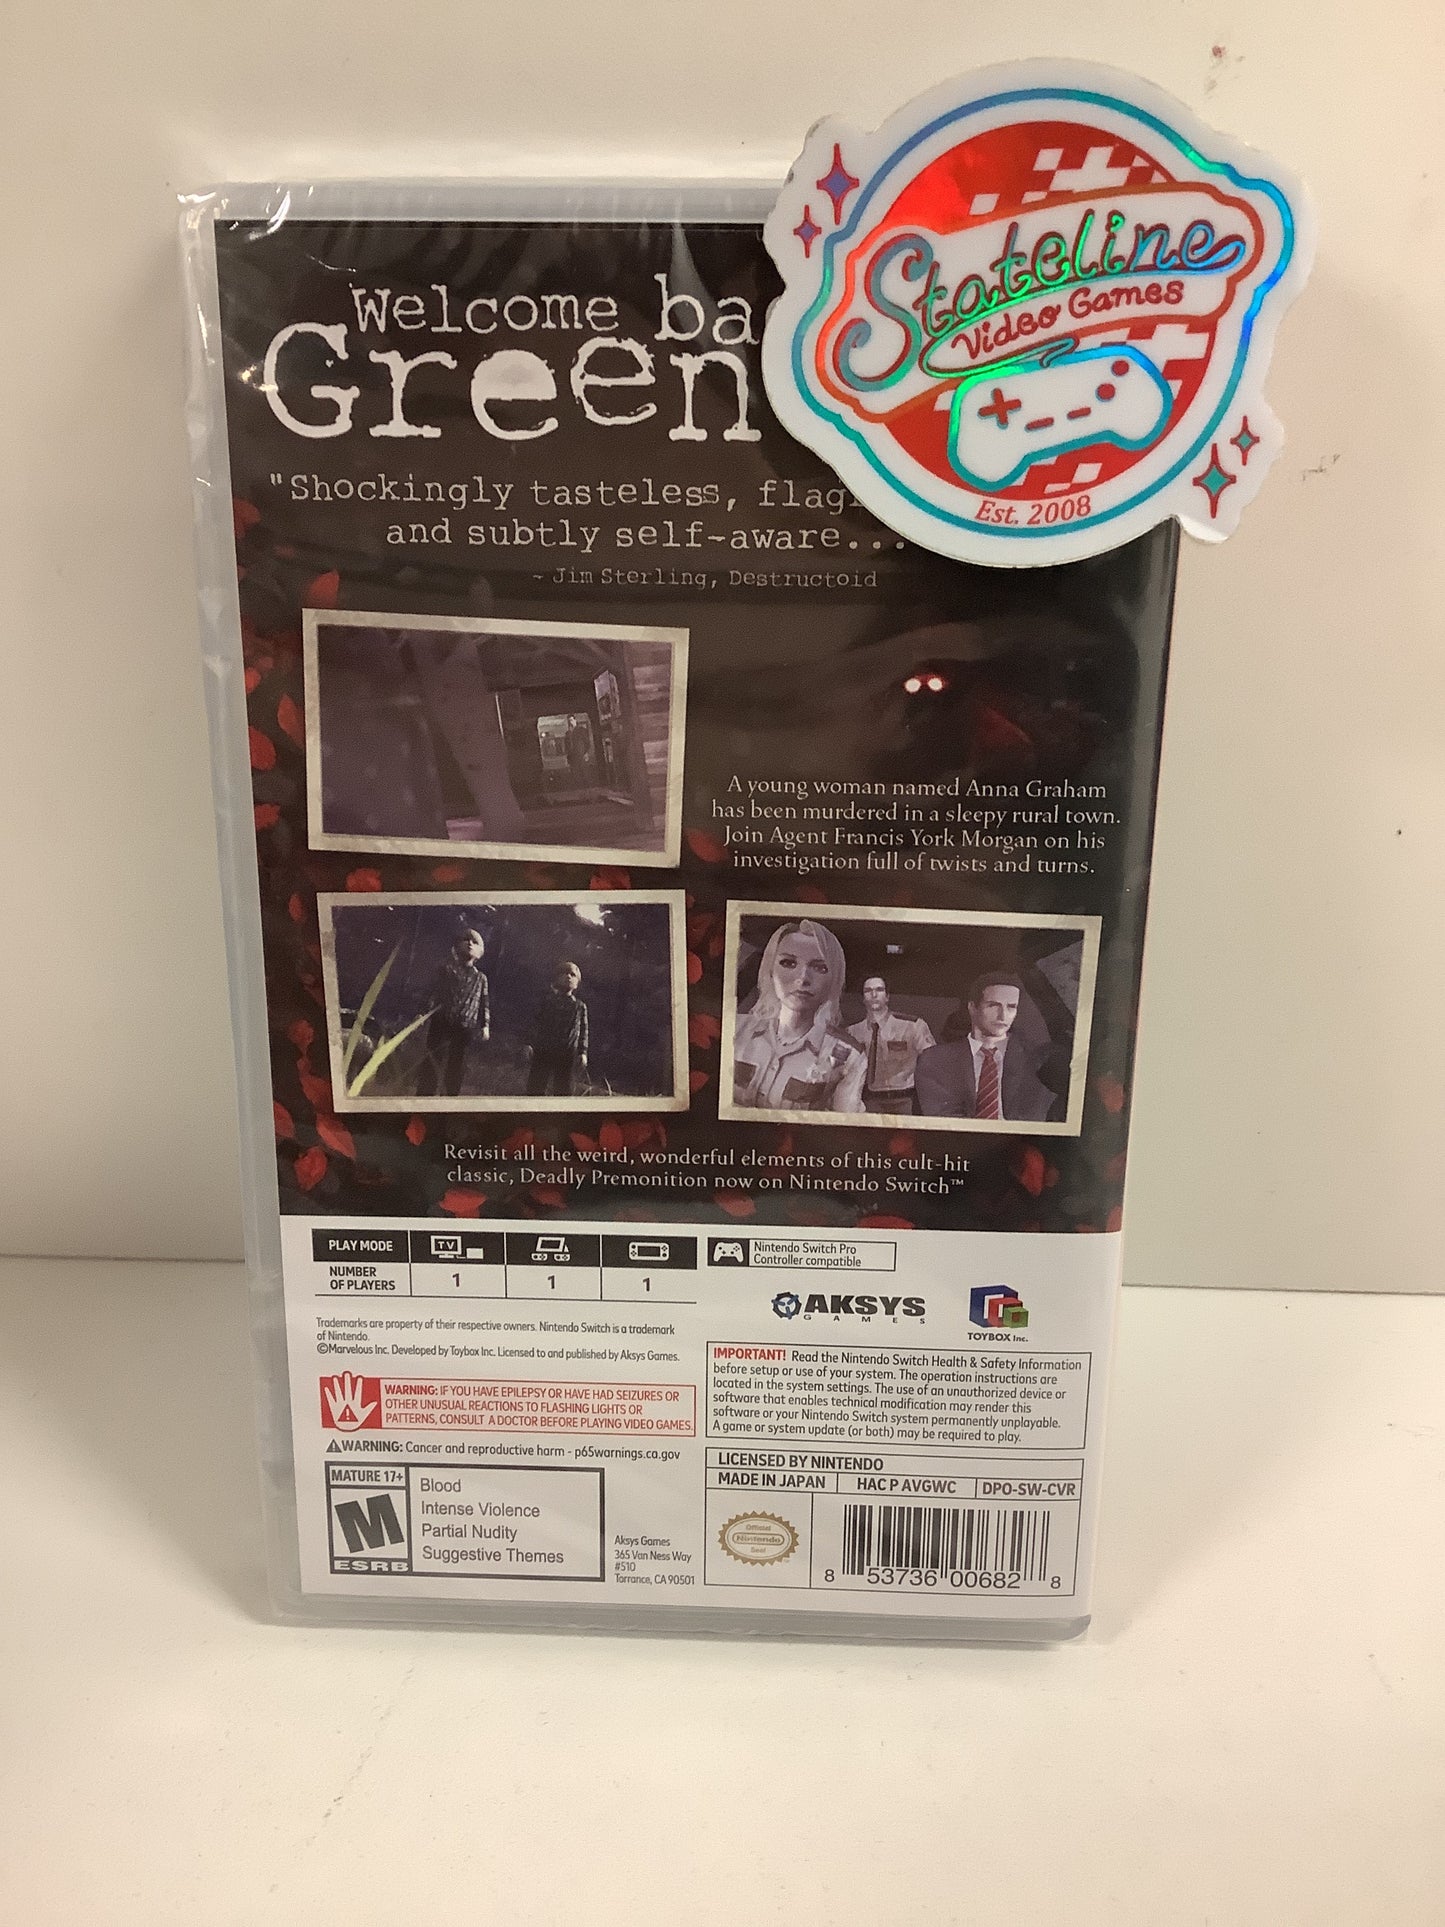 Welcome ba
Green
Stateline
Video Games
Est. 2008
"Shockingly tasteless,
and subtly self-aware...
~ Jim Sterling, Destructoid
A young woman named Anna Graham
has been murdered in a sleepy rural town.
Join Agent Francis York Morgan on his
investigation full of twists and turns.
Revisit all the weird, wonderful elements of this cult-hit
classic, Deadly Premonition now on Nintendo Switch™
PLAY MODE TV
NUMBER
OF PLAYERS
1 1 1
Nintendo Switch Pro
Controller compatible
AKSYS
GAMES
TOYBOX Inc.
Trademarks are property of their respective owners. Nintendo Switch is a trademark
of Nintendo.
©Marvelous Inc. Developed by Toybox Inc. Licensed to and published by Aksys Games.
WARNING: IF YOU HAVE EPILEPSY OR HAVE HAD SEIZURES OR
OTHER UNUSUAL REACTIONS TO FLASHING LIGHTS OR
PATTERNS, CONSULT A DOCTOR BEFORE PLAYING VIDEO GAMES.
WARNING: Cancer and reproductive harm - p65warnings.ca.gov
IMPORTANT! Read the Nintendo Switch Health & Safety Information
before setup or use of your system. The operation instructions are
located in the system settings. The use of an unauthorized device or
software that enables technical modification may render this
software or your Nintendo Switch system permanently unplayable.
A game or system update (or both) may be required to play.
MATURE 17+
M
ESRB
Blood
Intense Violence
Partial Nudity
Suggestive Themes
Aksys Games
365 Van Ness Way
#510
Torrance, CA 90501
LICENSED BY NINTENDO
MADE IN JAPAN HAC P AVGWC DPO-SW-CVR
Official
Nintendo
Seal
8 53736 00682 8